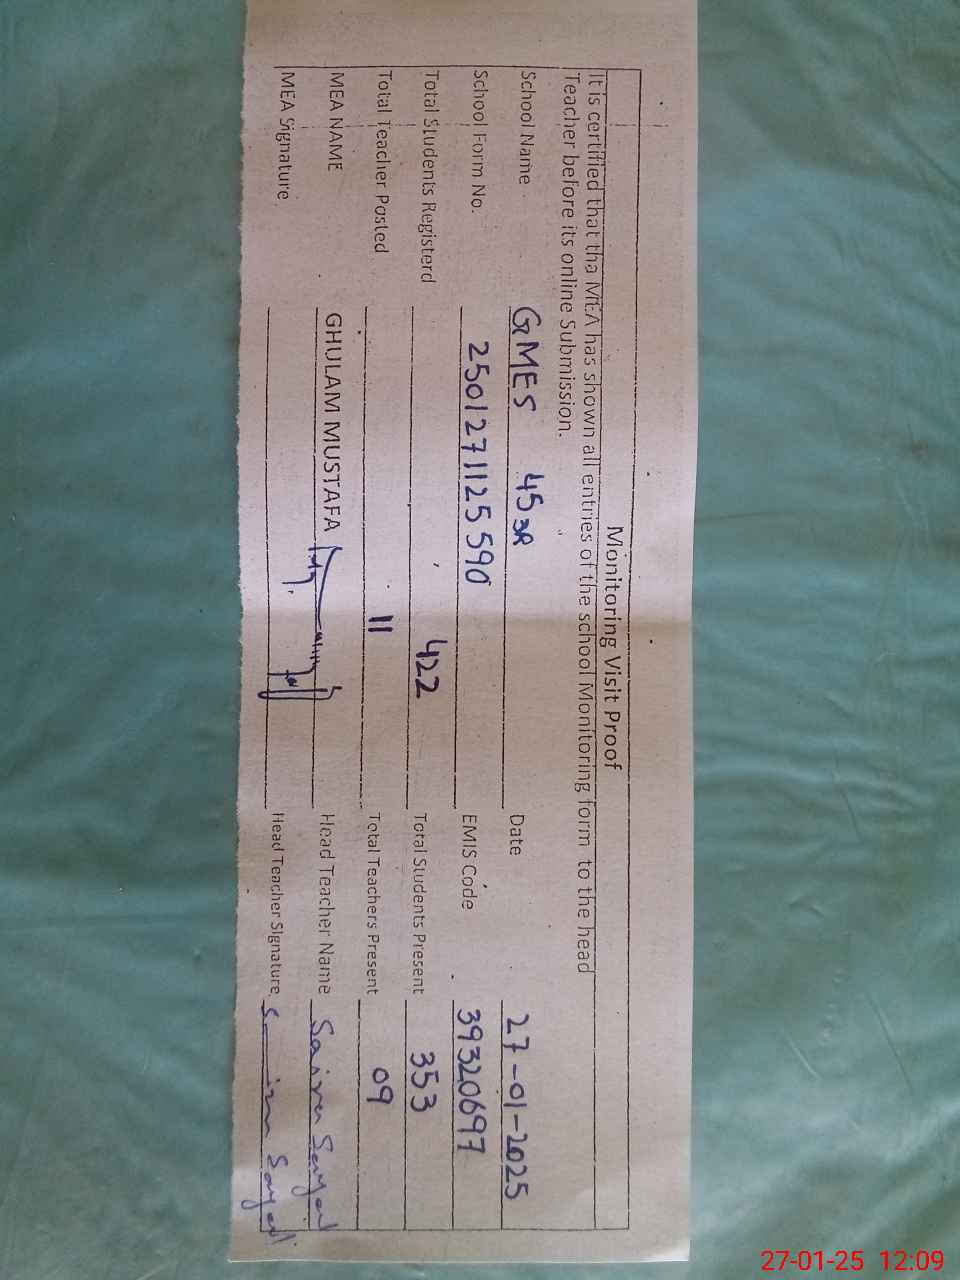 Monitoring Visit Proof
It is certified that tha MEA has shown all entries of the school Monitoring form to the head
Teacher before its online Submission.
School Name GMES 45 3R Date 27-01-2025
School Form No. 2501271125590 EMIS Code 39320697
Total Students Registerd 422 Total Students Present 353
Total Teacher Posted 11 Total Teachers Present 09
MEA NAME GHULAM MUSTAFA Head Teacher Name Saira Sayed
MEA Signature Head Teacher Signature
27-01-25 12:09